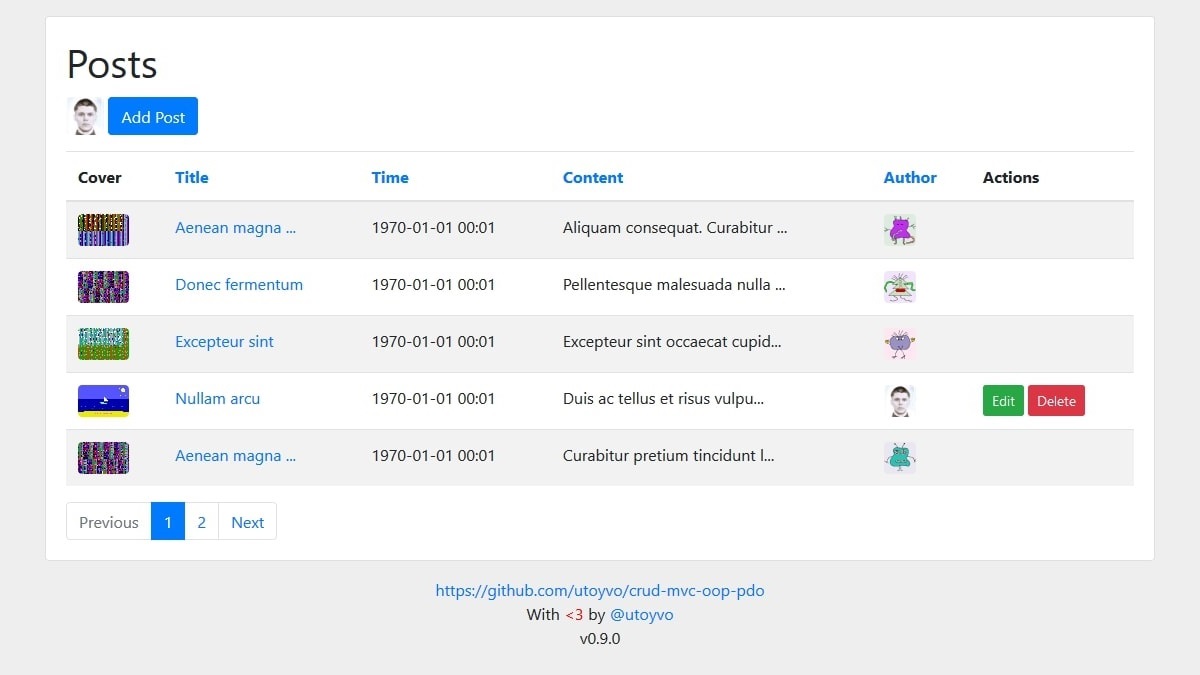 Posts
Add Post
Cover Title Time Content Author Actions
Aenean magna ... 1970-01-01 00:01 Aliquam consequat. Curabitur ...
Donec fermentum 1970-01-01 00:01 Pellentesque malesuada nulla ...
Excepteur sint 1970-01-01 00:01 Excepteur sint occaecat cupid...
Nullam arcu 1970-01-01 00:01 Duis ac tellus et risus vulpu... Edit Delete
Aenean magna ... 1970-01-01 00:01 Curabitur pretium tincidunt l...
Previous 1 2 Next
https://github.com/utoyvo/crud-mvc-oop-pdo
With <3 by @utoyvo
v0.9.0